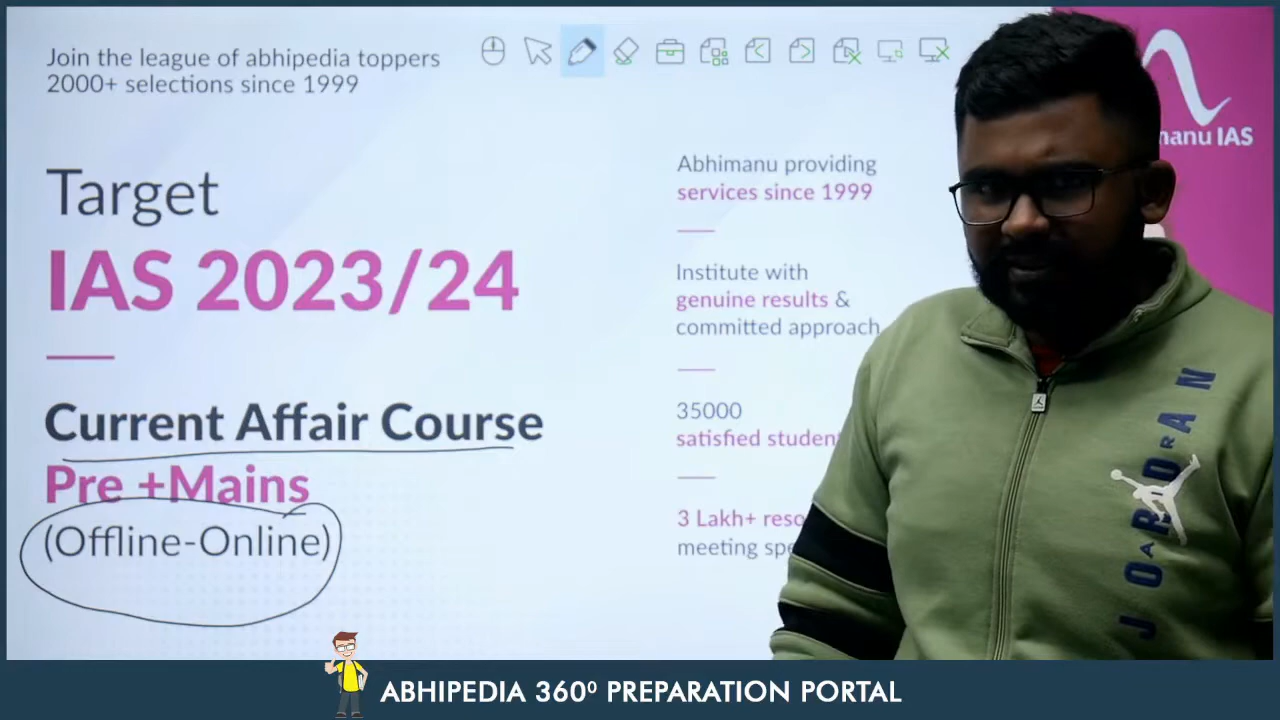 Join the league of abhipedia toppers
2000+ selections since 1999
Target
IAS 2023/24
Current Affair Course
Pre +Mains
(Offline-Online)
Abhimanu providing
services since 1999
Institute with
genuine results &
committed approach
35000
satisfied
3 Lakh+
meeting
IAS
JORDAN
ABHIPEDIA 360⁰ PREPARATION PORTAL